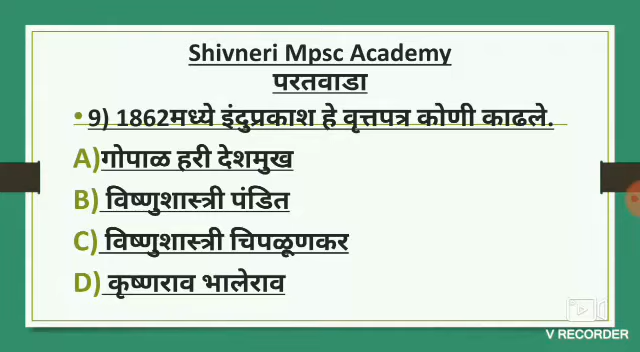 Shivneri Mpsc Academy
परतवाडा
• 9) 1862मध्ये इंदुप्रकाश हे वृत्तपत्र कोणी काढले.
A)गोपाळ हरी देशमुख
B) विष्णुशास्त्री पंडित
C) विष्णुशास्त्री चिपळूणकर
D) कृष्णराव भालेराव
V RECORDER